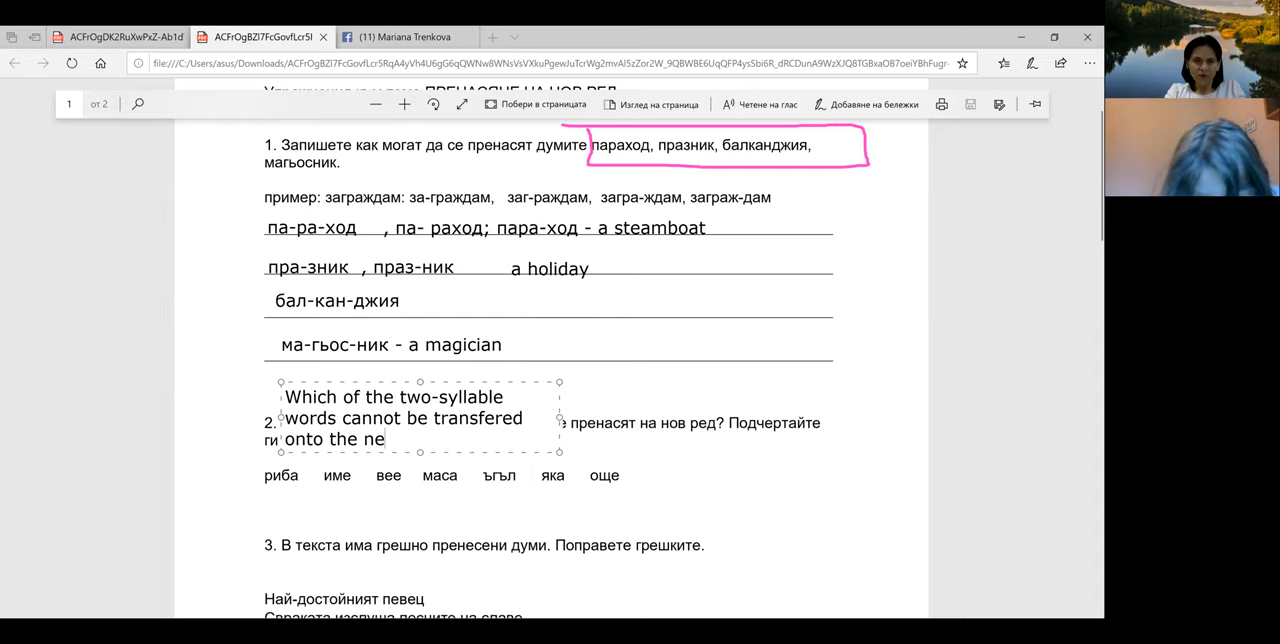 ACFrOgDK2RuXwPxZ-Ab1d
ACFrOgBZl7FcGovfLcr5l
(11) Mariana Trenkova
file:///C:/Users/asus/Downloads/
1 от 2
Побери в страницата
Изглед на страница
Четене на глас
Добавяне на бележки
1. Запишете как могат да се пренасят думите параход, празник, балканджия,
магьосник.
пример: заграждам: за-граждам, заг-раждам, загра-ждам, заграж-дам
па-ра-ход , па- раход; пара-ход - a steamboat
пра-зник , праз-ник a holiday
бал-кан-джия
ма-гьос-ник - a magician
Which of the two-syllable
words cannot be transfered
onto the ne
2. пренасят на нов ред? Подчертайте
ги
риба име вее маса ъгъл яка още
3. В текста има грешно пренесени думи. Поправете грешките.
Най-достойният певец